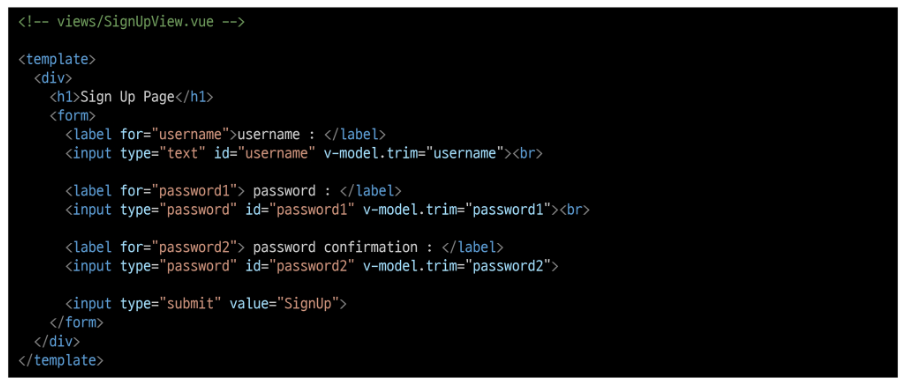 <!-- views/SignUpView.vue -->
<template>
<div>
<h1>Sign Up Page</h1>
<form>
<label for="username">username : </label>
<input type="text" id="username" v-model.trim="username"><br>
<label for="password1"> password : </label>
<input type="password" id="password1" v-model.trim="password1"><br>
<label for="password2"> password confirmation : </label>
<input type="password" id="password2" v-model.trim="password2">
<input type="submit" value="SignUp">
</form>
</div>
</template>